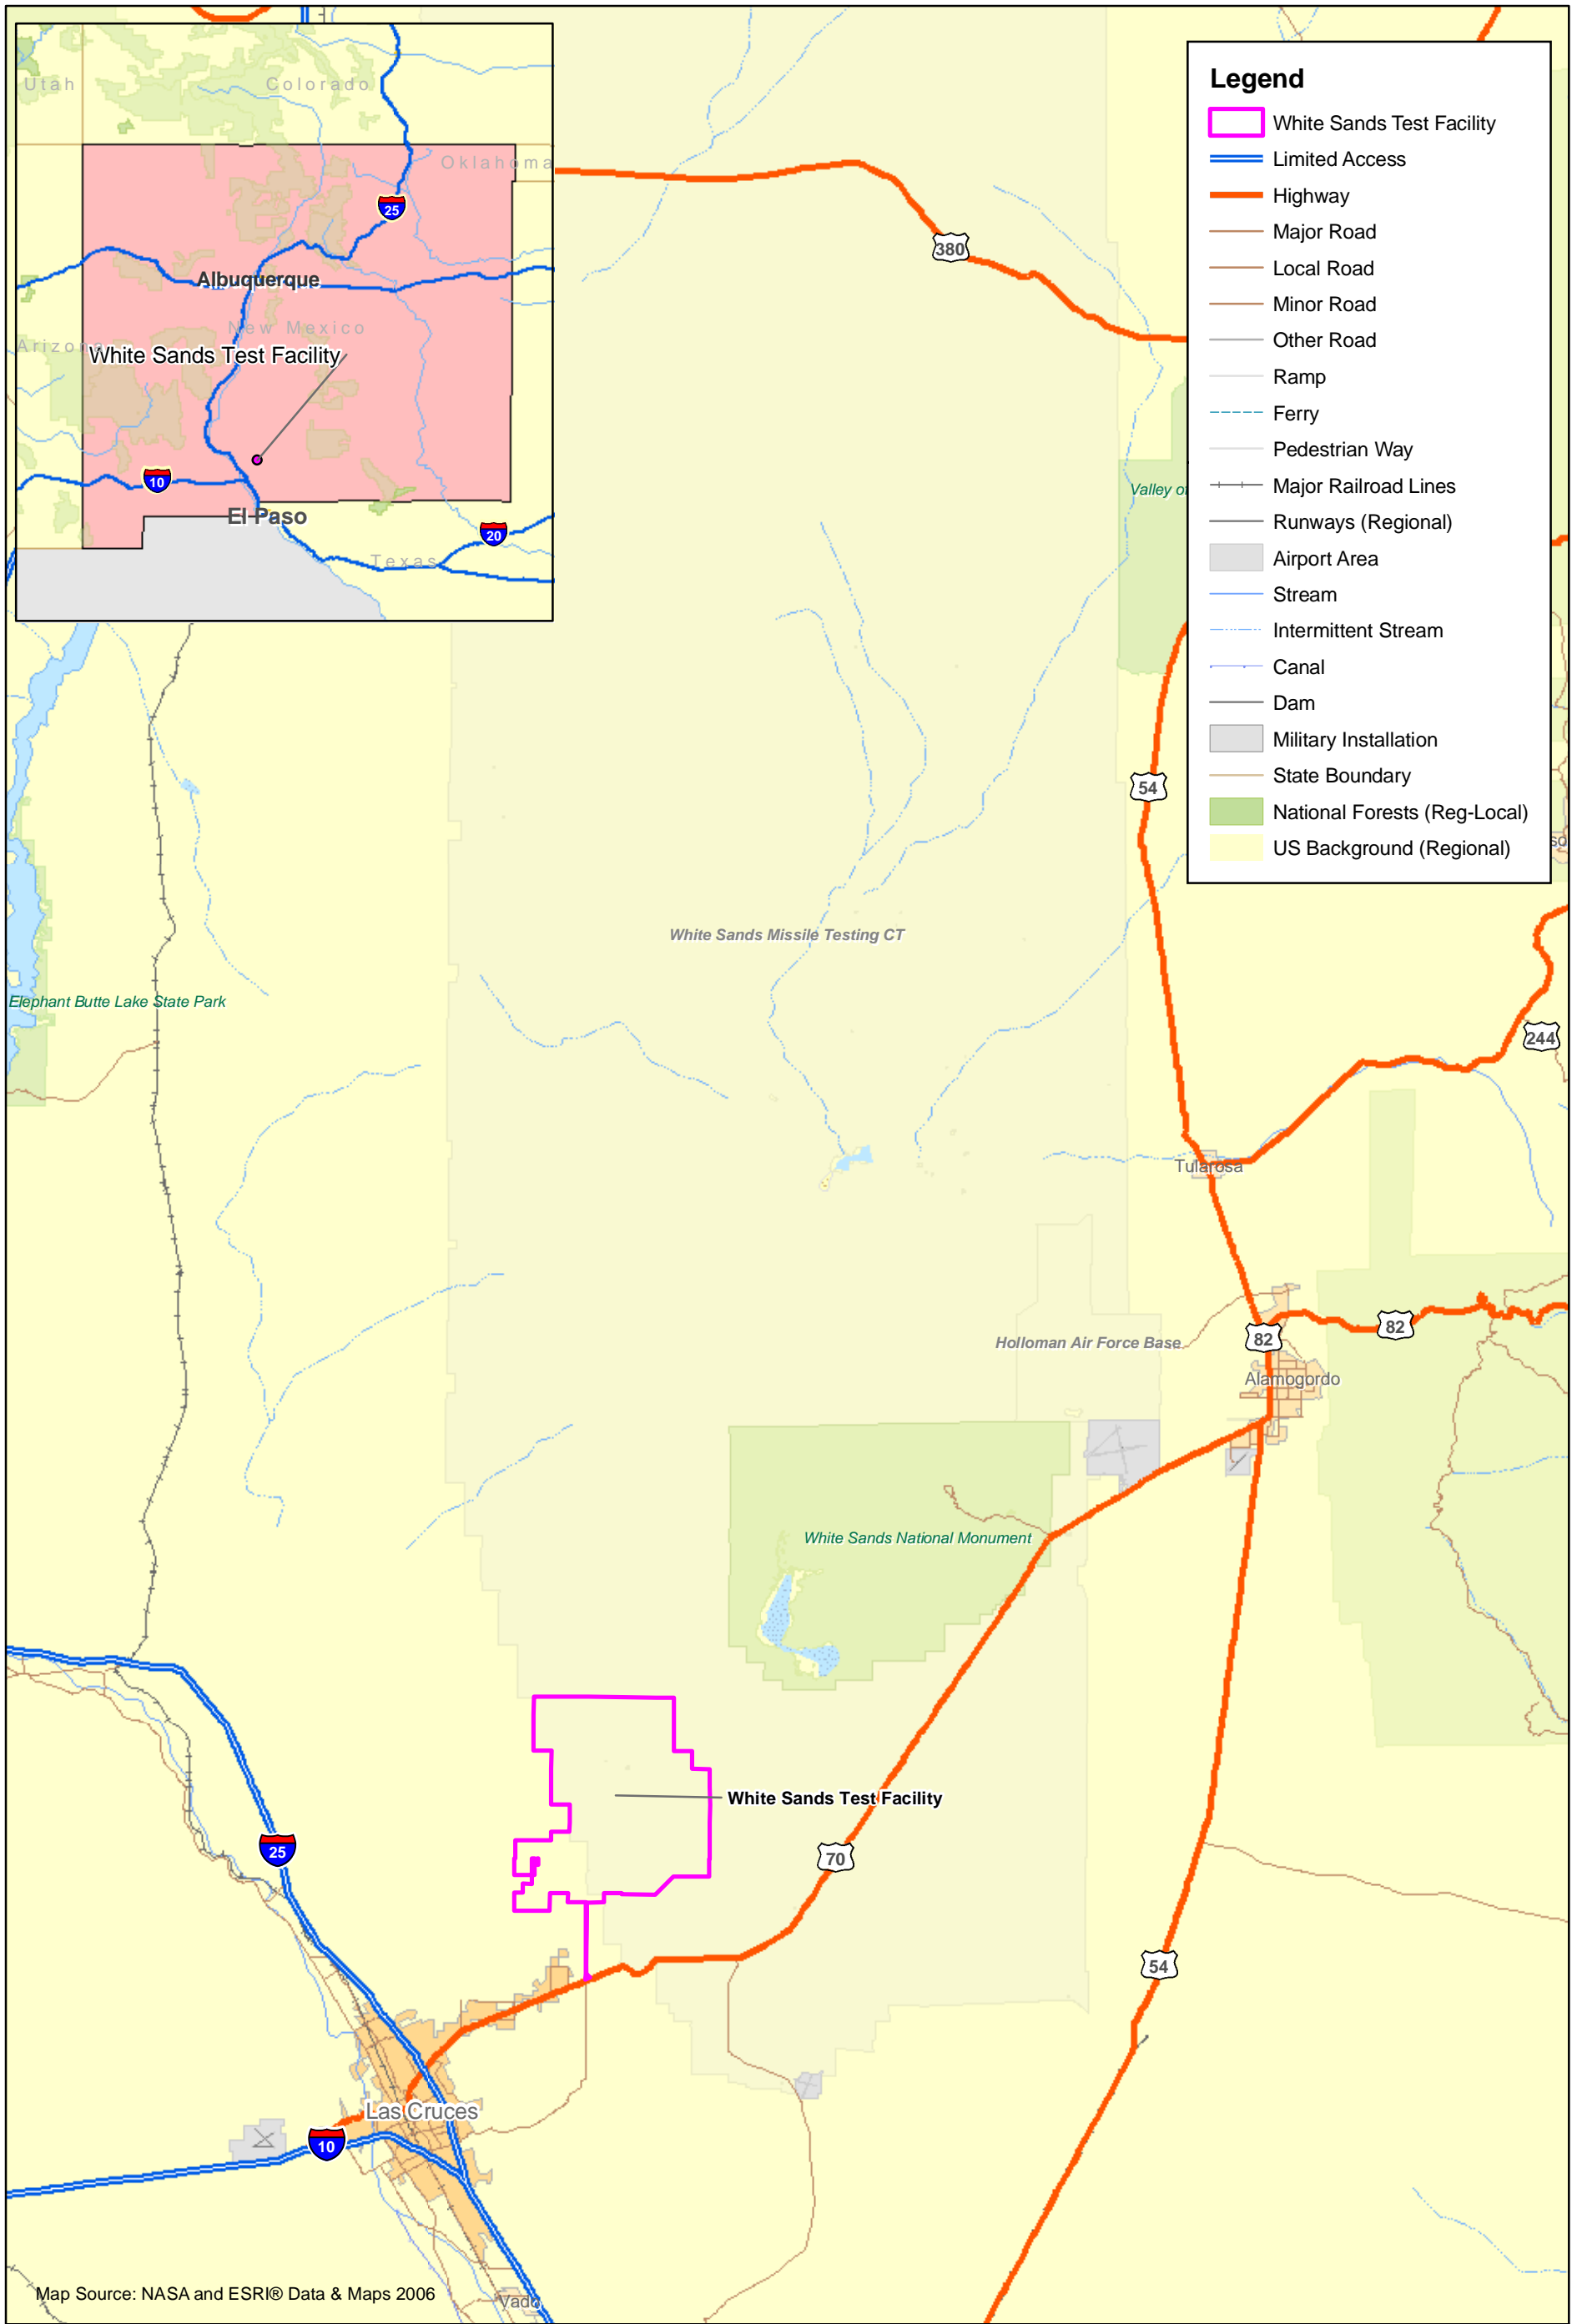 Utah
Colorado
Oklahoma
25
Albuquerque
New Mexico
Arizona
White Sands Test Facility
10
El Paso
20
Texas
Legend
White Sands Test Facility
Limited Access
Highway
Major Road
Local Road
Minor Road
Other Road
Ramp
Ferry
Pedestrian Way
Major Railroad Lines
Runways (Regional)
Airport Area
Stream
Intermittent Stream
Canal
Dam
Military Installation
State Boundary
National Forests (Reg-Local)
US Background (Regional)
380
Valley of
54
so
White Sands Missile Testing CT
Elephant Butte Lake State Park
244
Tularosa
82
82
Holloman Air Force Base
Alamogordo
White Sands National Monument
White Sands Test Facility
25
70
54
Las Cruces
10
Map Source: NASA and ESRI® Data & Maps 2006
Vado